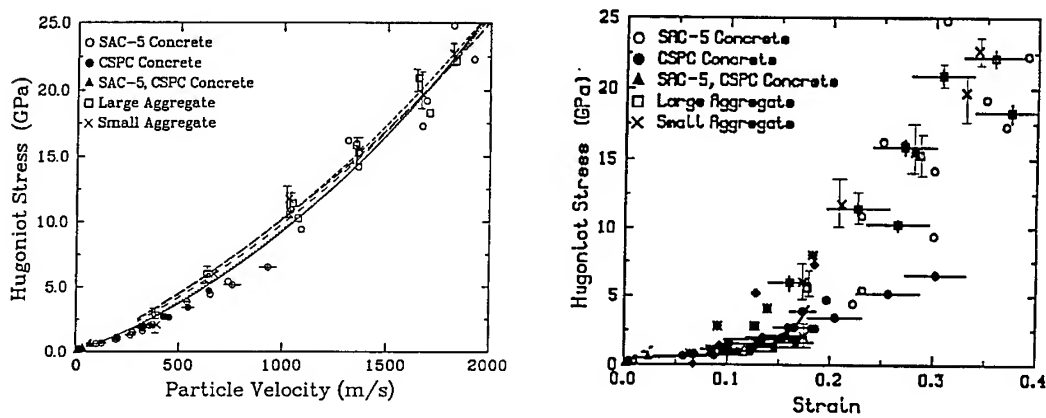 25.0
20.0
15.0
10.0
5.0
0.0
Hugoniot Stress (GPa)
SAC-5 Concrete
CSPC Concrete
SAC-5, CSPC Concrete
Large Aggregate
Small Aggregate
0
500
1000
1500
2000
Particle Velocity (m/s)
25
20
15
10
5
0
Hugoniot Stress (GPa)
SAC-5 Concrete
CSPC Concrete
SAC-5, CSPC Concrete
Large Aggregate
Small Aggregate
0.0
0.1
0.2
0.3
0.4
Strain